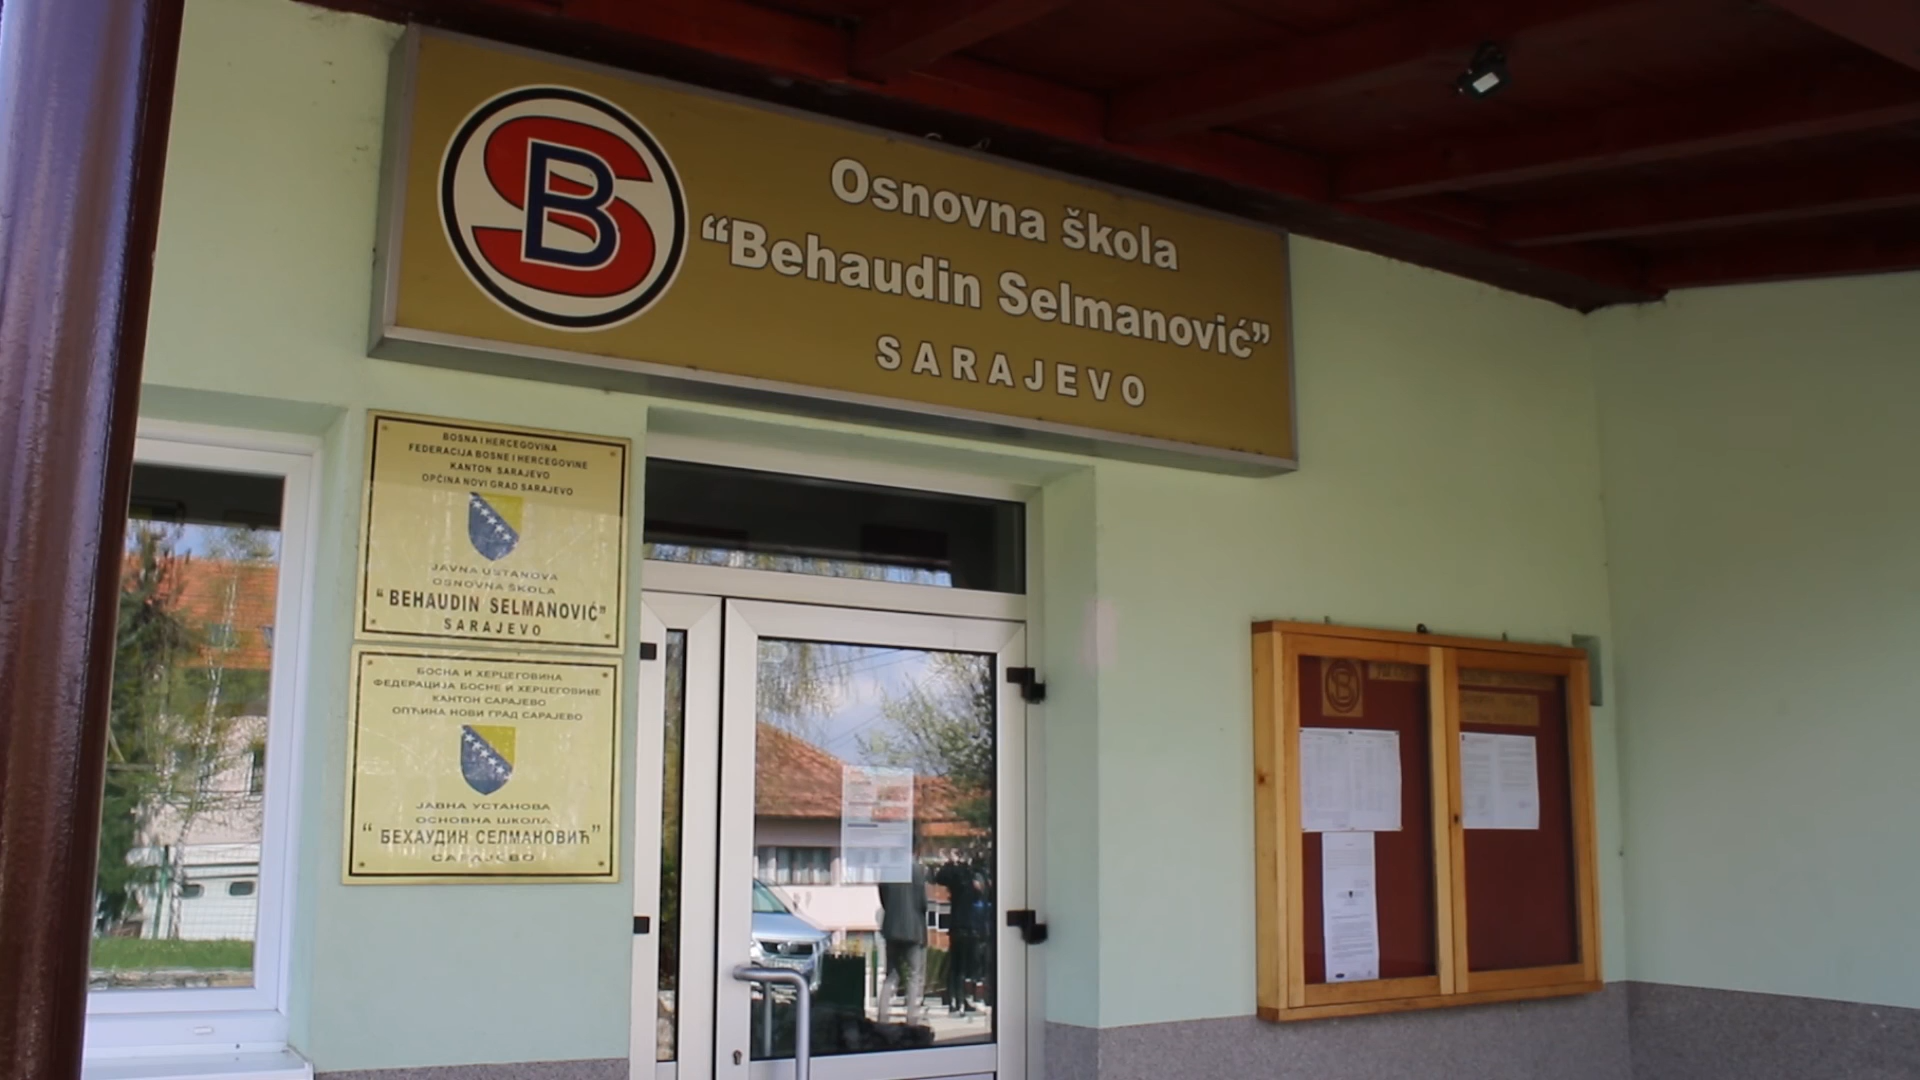 SB
Osnovna škola
“Behaudin Selmanović”
SARAJEVO
BOSNA I HERCEGOVINA
FEDERACIJA BOSNE I HERCEGOVINE
KANTON SARAJEVO
OPĆINA NOVI GRAD SARAJEVO
JAVNA USTANOVA
OSNOVNA ŠKOLA
“BEHAUDIN SELMANOVIĆ”
SARAJEVO
БОСНА И ХЕРЦЕГОВИНА
ФЕДЕРАЦИЈА БОСНЕ И ХЕРЦЕГОВИНЕ
КАНТОН САРАЈЕВО
ОПЋИНА НОВИ ГРАД САРАЈЕВО
ЈАВНА УСТАНОВА
ОСНОВНА ШКОЛА
“БЕХАУДИН СЕЛМАНОВИЋ”
САРАЈЕВО